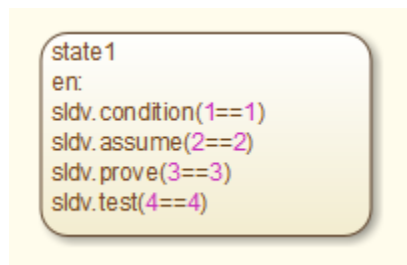 state1
en:
sldv.condition(1==1)
sldv.assume(2==2)
sldv.prove(3==3)
sldv.test(4==4)